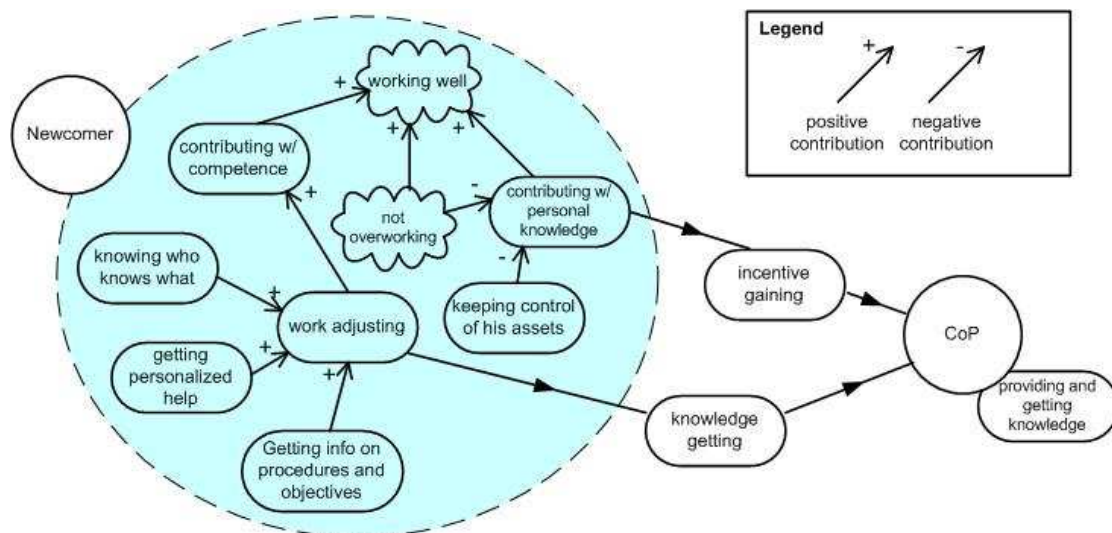 Legend
+
-
positive
contribution
negative
contribution
Newcomer
working well
+
+
+
contributing w/
competence
+
-
contributing w/
personal
knowledge
not
overworking
-
knowing who
knows what
+
keeping control
of his assets
incentive
gaining
work adjusting
+
getting
personalized
help
+
CoP
providing and
getting
knowledge
knowledge
getting
Getting info on
procedures and
objectives